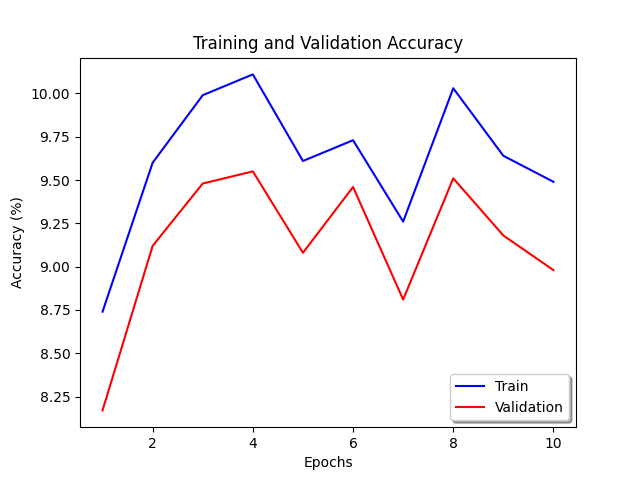 Training and Validation Accuracy
Accuracy (%)
10.00
9.75
9.50
9.25
9.00
8.75
8.50
8.25
2 4 6 8 10
Epochs
Train
Validation